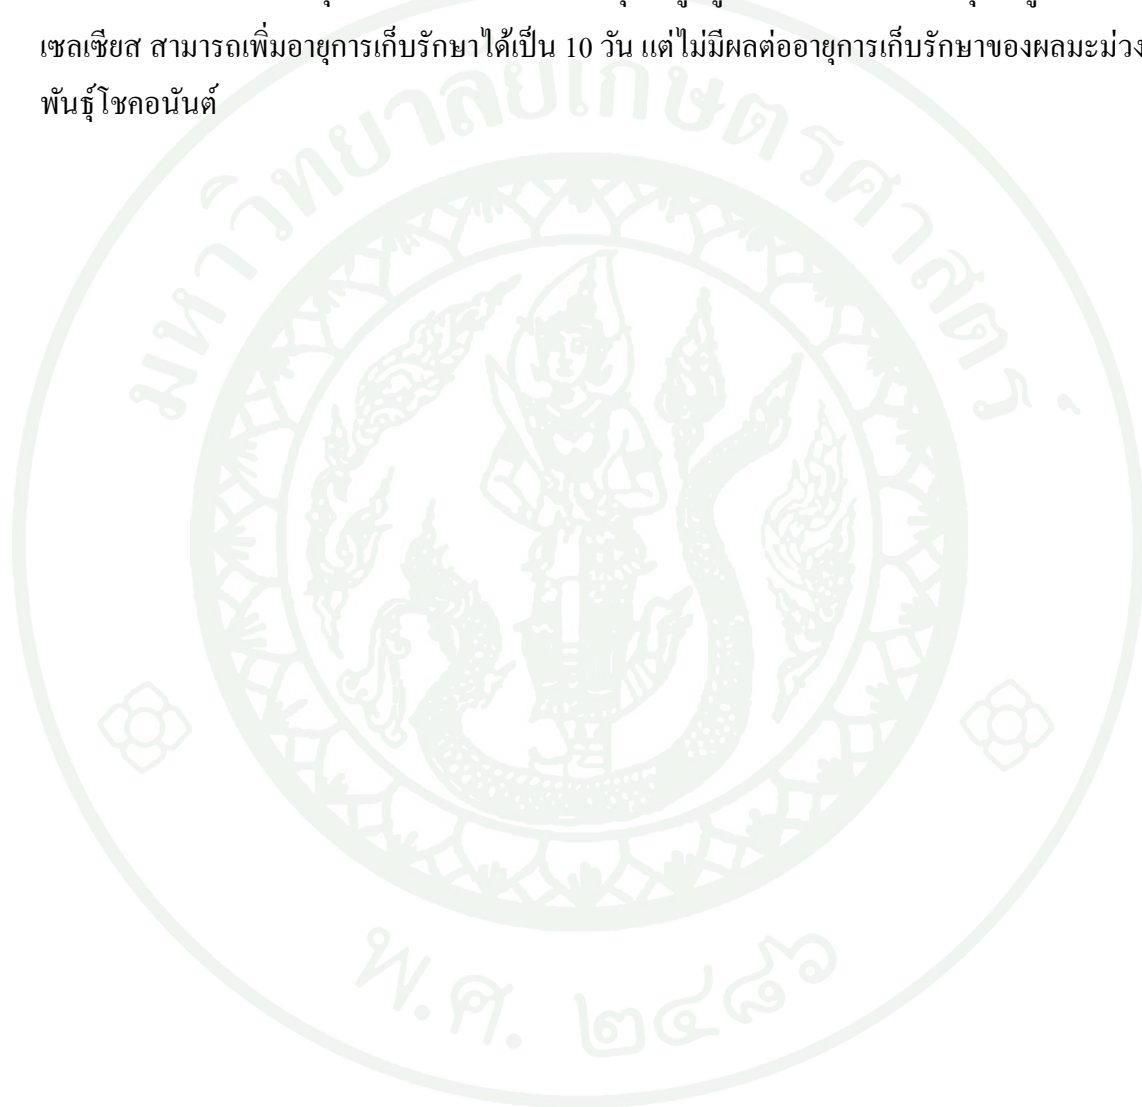 เซลเซียส สามารถเพิ่มอายุการเก็บรักษาได้เป็น 10 วัน แต่ไม่มีผลต่ออายุการเก็บรักษาของผลมะม่วง
พันธุ์โชคอนันต์
มหาวิทยาลัยเกษตรศาสตร์
พ.ศ. ๒๔๘๖